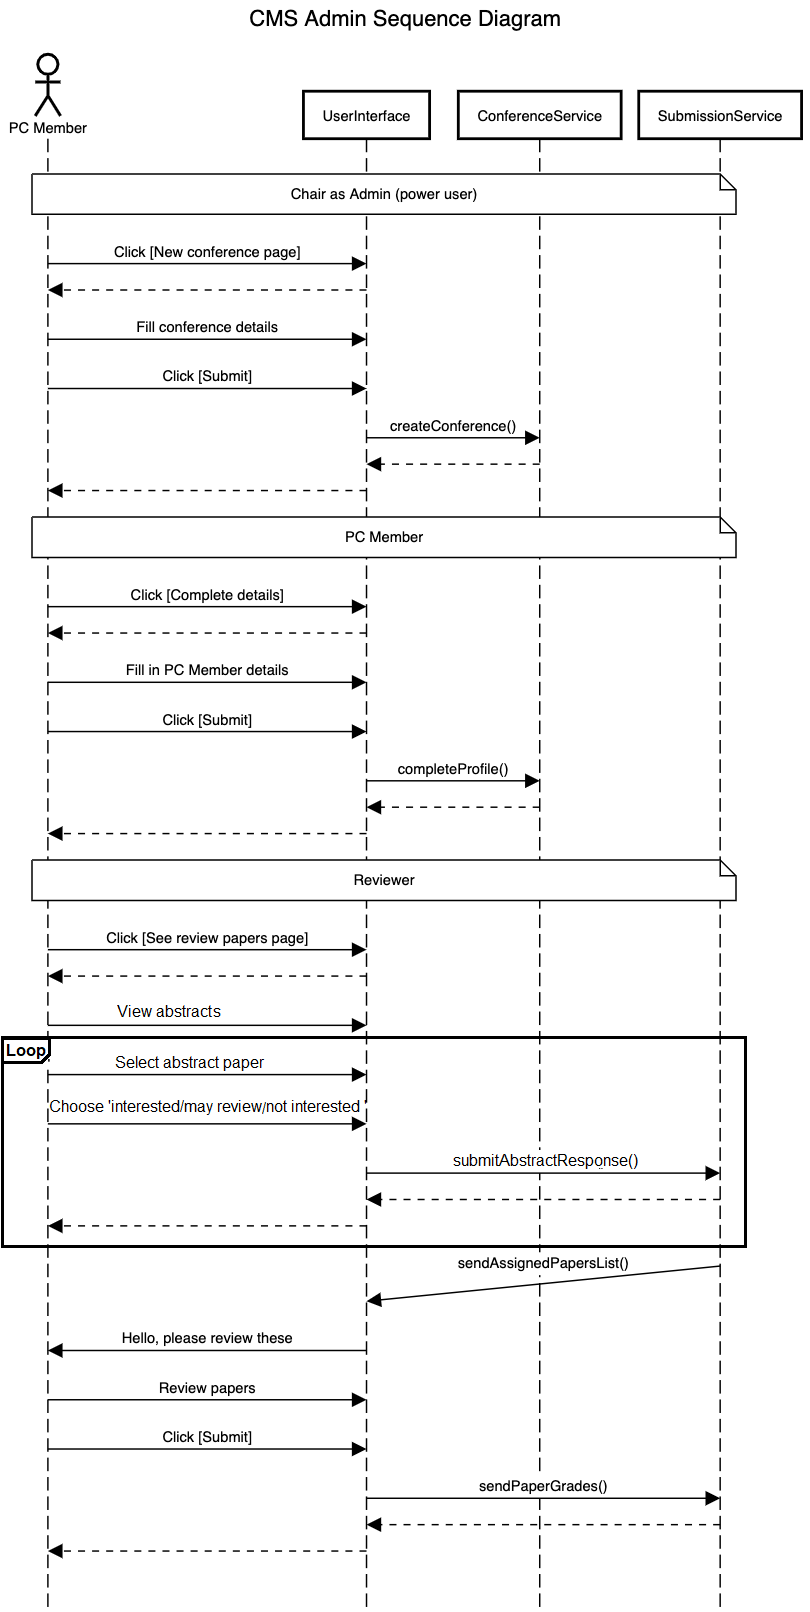 CMS Admin Sequence Diagram
PC Member
UserInterface
ConferenceService
SubmissionService
Chair as Admin (power user)
Click [New conference page]
Fill conference details
Click [Submit]
createConference()
PC Member
Click [Complete details]
Fill in PC Member details
Click [Submit]
completeProfile()
Reviewer
Click [See review papers page]
View abstracts
Loop
Select abstract paper
Choose 'interested/may review/not interested '
submitAbstractResponse()
sendAssignedPapersList()
Hello, please review these
Review papers
Click [Submit]
sendPaperGrades()